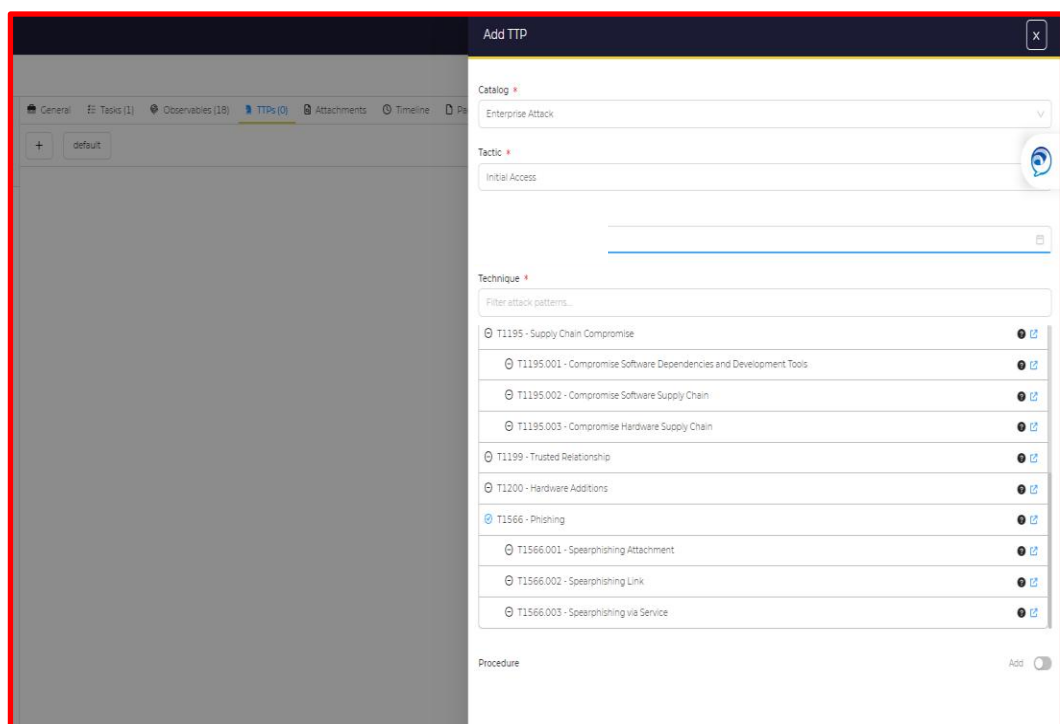 Add TTP
X
General Tasks (1) Observables (18) TTPs (0) Attachments Timeline Pa
+ default
Catalog *
Enterprise Attack
Tactic *
Initial Access
Technique *
Filter attack patterns...
T1195 - Supply Chain Compromise
T1195.001 - Compromise Software Dependencies and Development Tools
T1195.002 - Compromise Software Supply Chain
T1195.003 - Compromise Hardware Supply Chain
T1199 - Trusted Relationship
T1200 - Hardware Additions
T1566 - Phishing
T1566.001 - Spearphishing Attachment
T1566.002 - Spearphishing Link
T1566.003 - Spearphishing via Service
Procedure Add